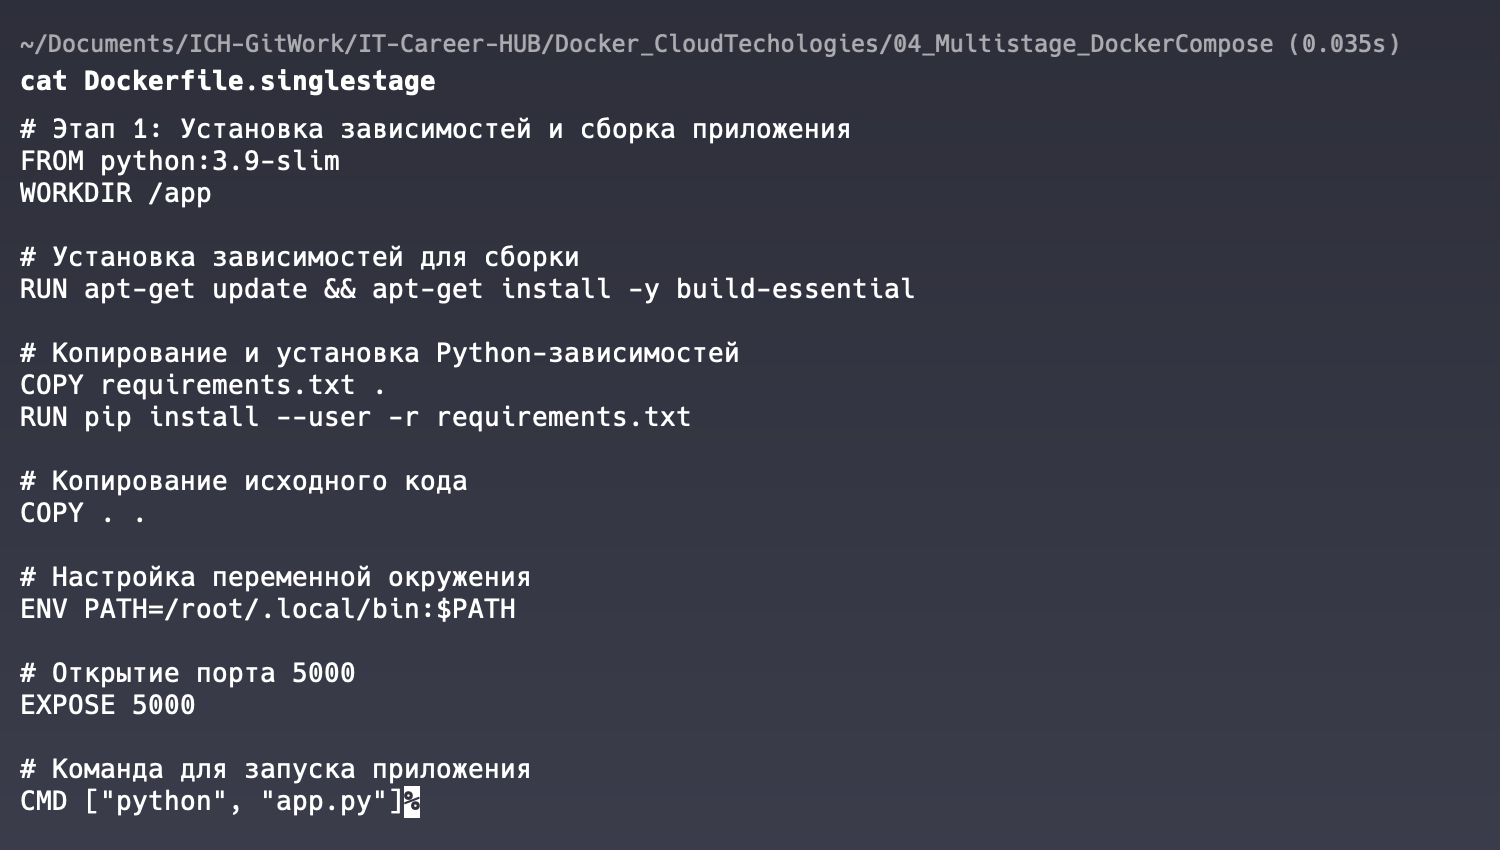 ~/Documents/ICH-GitWork/IT-Career-HUB/Docker_CloudTechologies/04_Multistage_DockerCompose (0.035s)
cat Dockerfile.singlestage
# Этап 1: Установка зависимостей и сборка приложения
FROM python:3.9-slim
WORKDIR /app
# Установка зависимостей для сборки
RUN apt-get update && apt-get install -y build-essential
# Копирование и установка Python-зависимостей
COPY requirements.txt .
RUN pip install --user -r requirements.txt
# Копирование исходного кода
COPY . .
# Настройка переменной окружения
ENV PATH=/root/.local/bin:$PATH
# Открытие порта 5000
EXPOSE 5000
# Команда для запуска приложения
CMD ["python", "app.py"]%